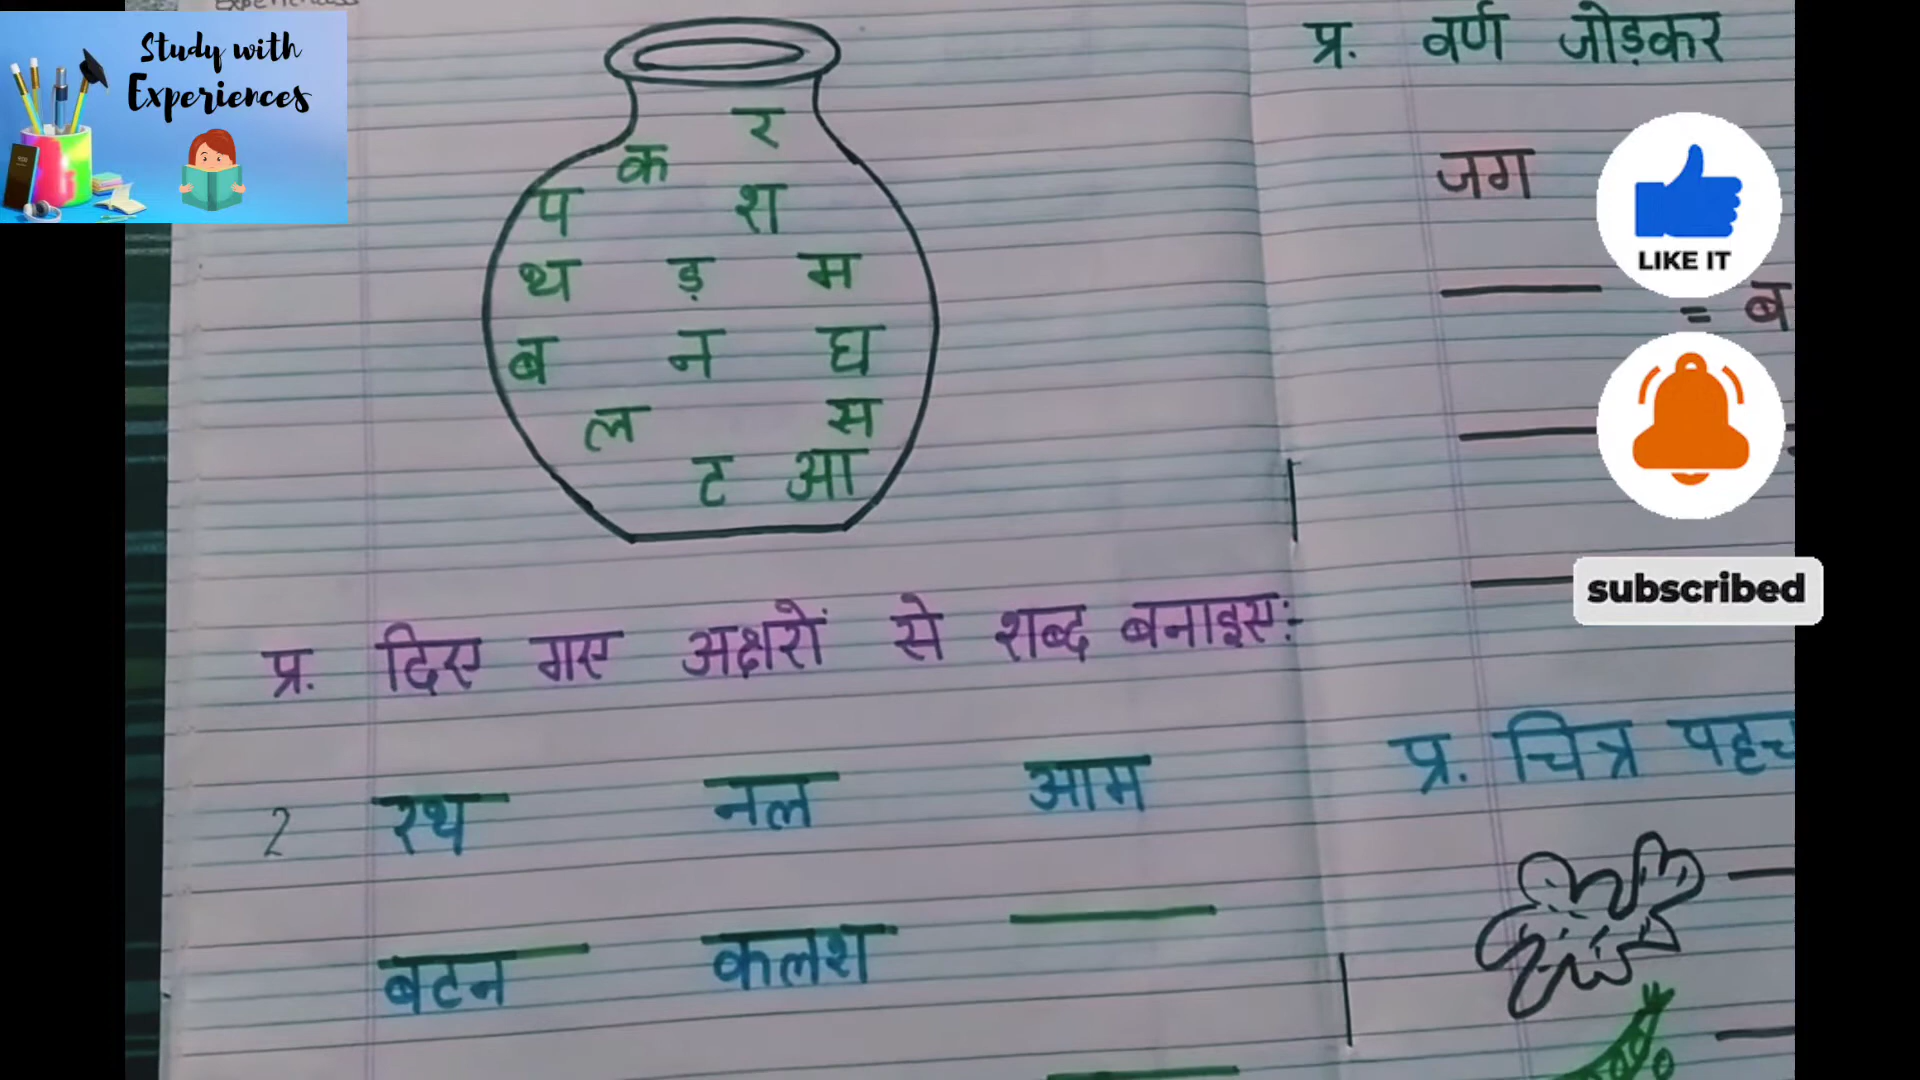 Study with
Experiences
र
क
प श
थ ड़ म
ब न घ
ल स
ट आ
प्र. दिए गए अक्षरों से शब्द बनाइए:-
2 रथ नल आम
बटन कलश
प्र. वर्ण जोड़कर
जग
= ब
प्र. चित्र पहच
LIKE IT
subscribed